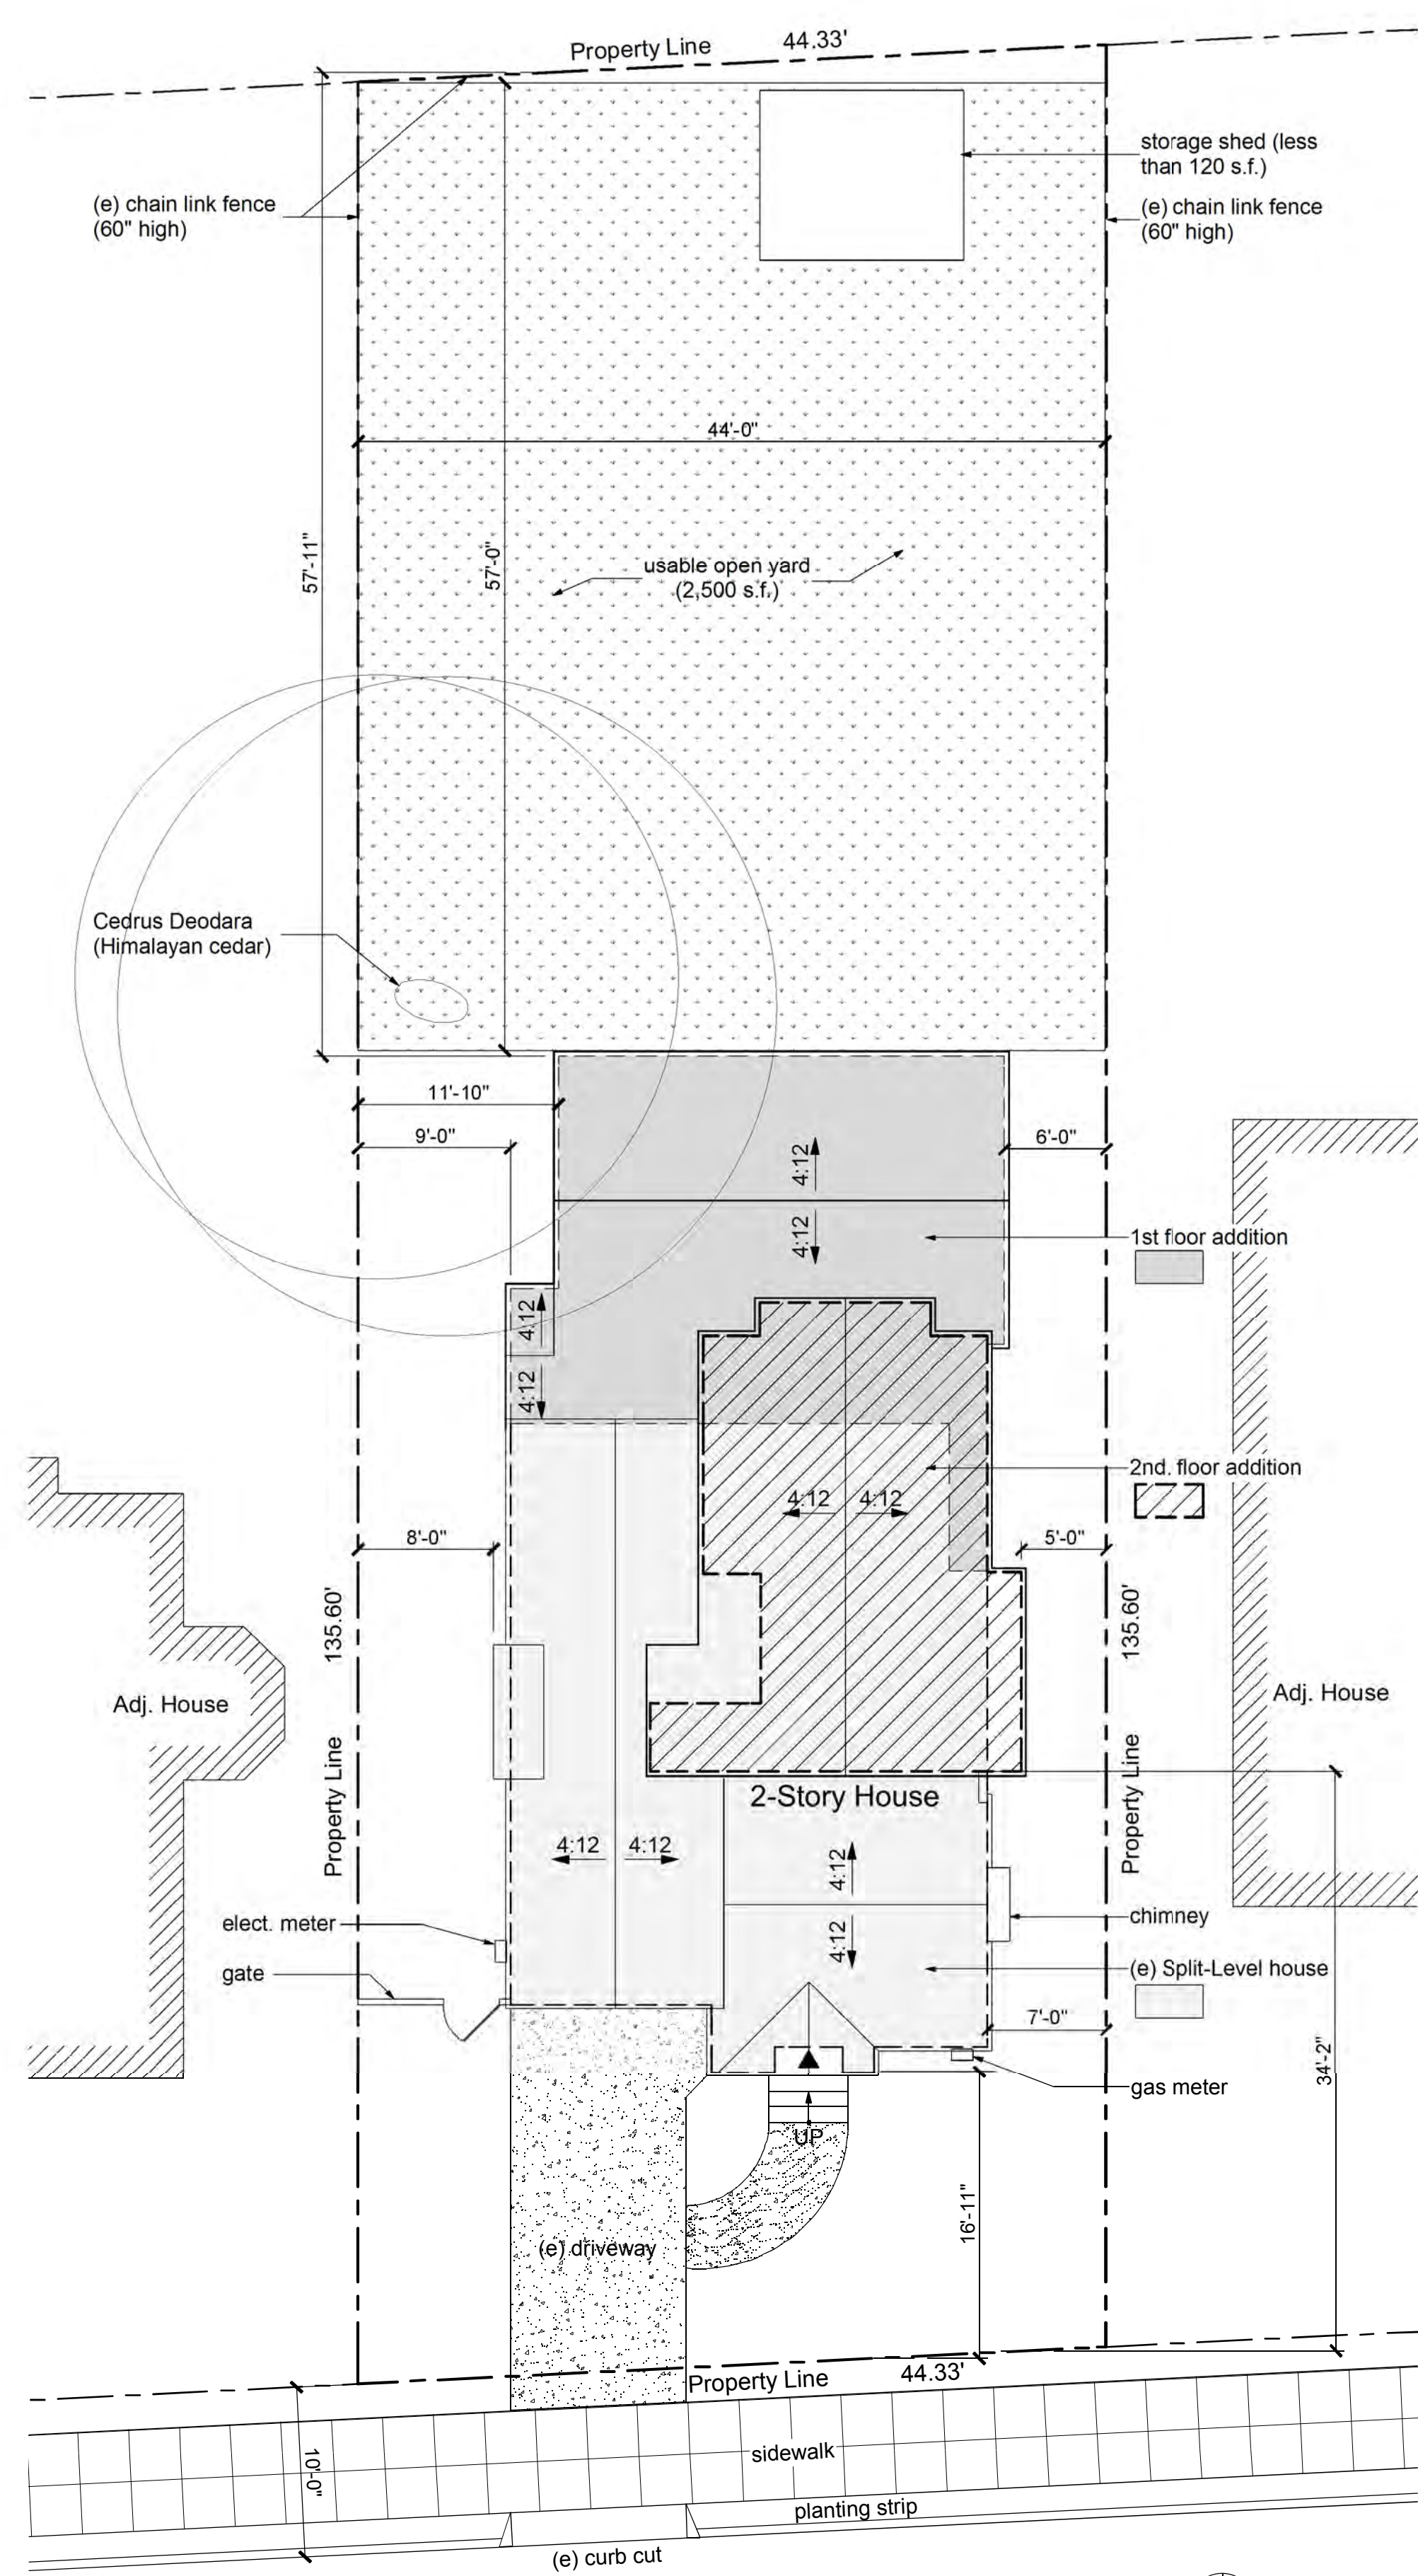 Property Line 44.33'
storage shed (less
than 120 s.f.)
(e) chain link fence
(60" high)
(e) chain link fence
(60" high)
44'-0"
57'-11"
57'-0"
usable open yard
(2,500 s.f.)
Cedrus Deodara
(Himalayan cedar)
11'-10"
9'-0"
6'-0"
4:12
4:12
1st floor addition
4:12
4:12
2nd. floor addition
4:12 4:12
8'-0"
5'-0"
135.60'
135.60'
Adj. House
Adj. House
Property Line
Property Line
2-Story House
4:12 4:12
4:12
4:12
elect. meter
gate
chimney
(e) Split-Level house
7'-0"
34'-2"
gas meter
UP
16'-11"
(e) driveway
Property Line 44.33'
sidewalk
10'-0"
planting strip
(e) curb cut